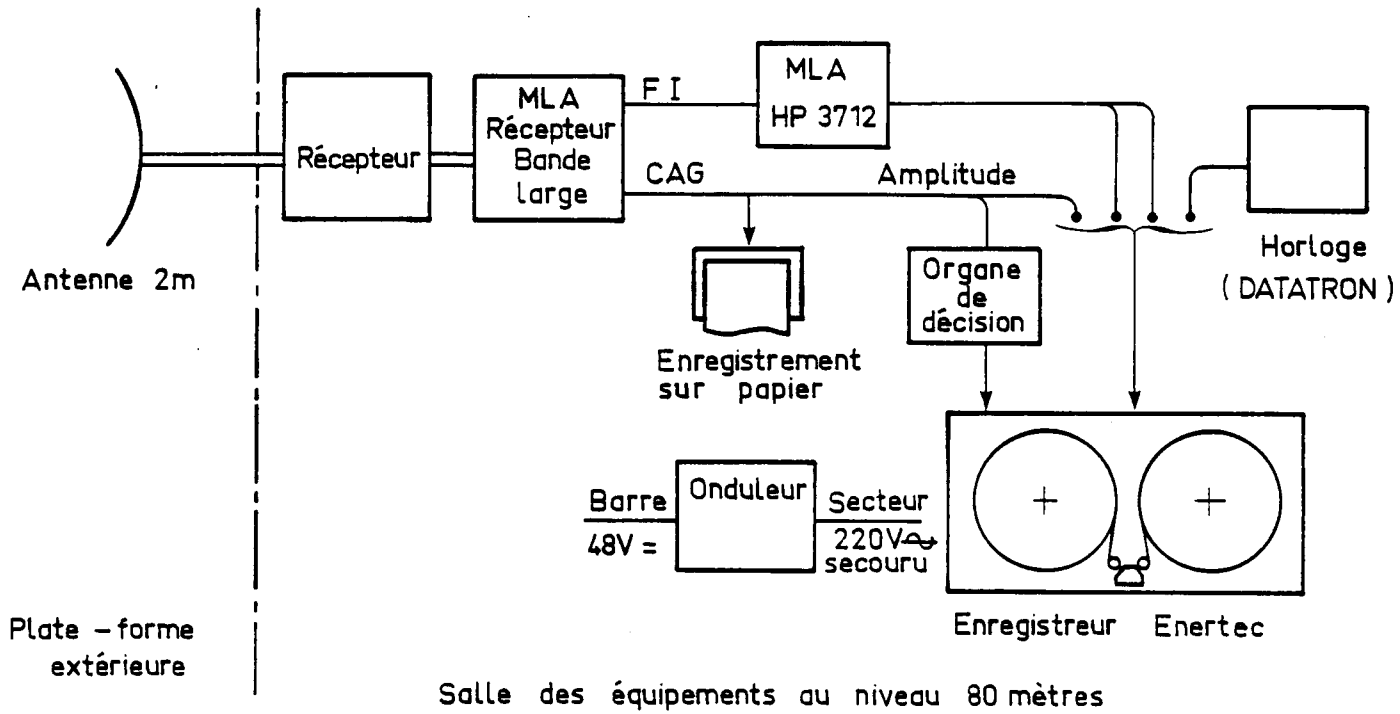 Antenne 2m
Récepteur
MLA
Récepteur
Bande
large
F I
CAG
MLA
HP 3712
Amplitude
Horloge
( DATATRON )
Enregistrement
sur papier
Organe
de
décision
Barre
48V =
Onduleur
Secteur
220V
secouru
Enregistreur Enertec
Plate - forme
extérieure
Salle des équipements au niveau 80 mètres